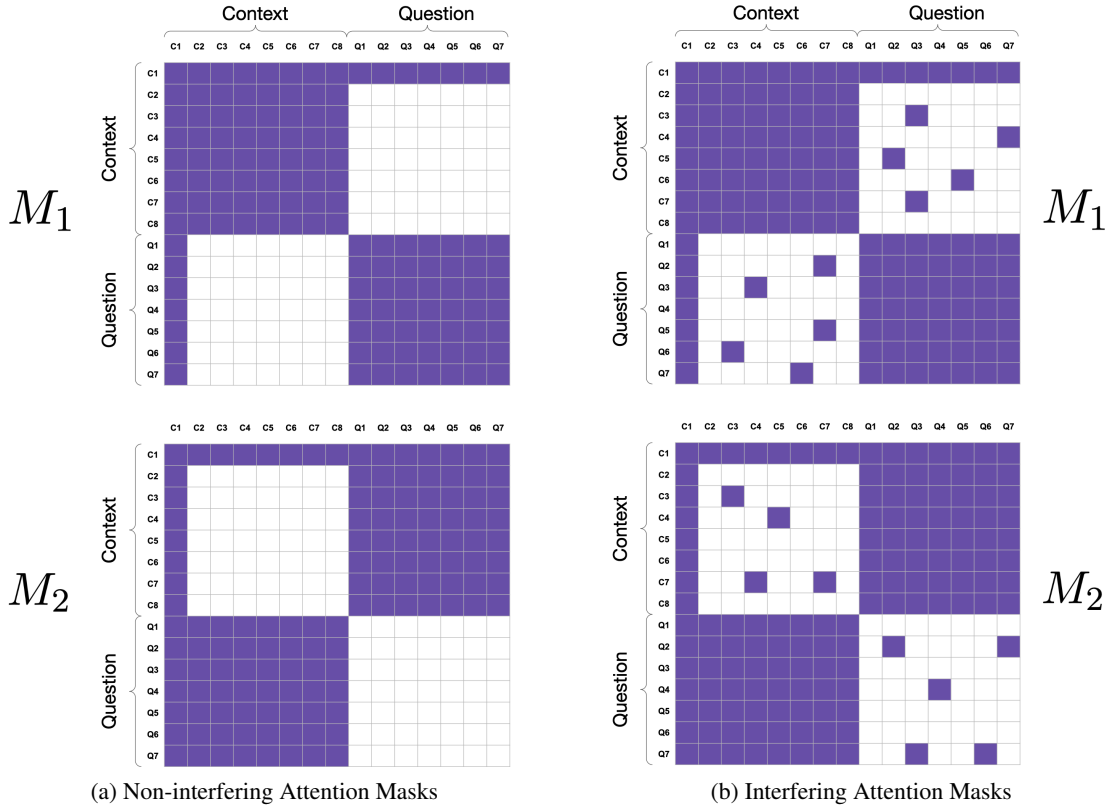 Context Question
C1 C2 C3 C4 C5 C6 C7 C8 Q1 Q2 Q3 Q4 Q5 Q6 Q7
C1
C2
C3
C4
C5
C6
C7
C8
Q1
Q2
Q3
Q4
Q5
Q6
Q7
Context
Question
M1
Context Question
C1 C2 C3 C4 C5 C6 C7 C8 Q1 Q2 Q3 Q4 Q5 Q6 Q7
C1
C2
C3
C4
C5
C6
C7
C8
Q1
Q2
Q3
Q4
Q5
Q6
Q7
Context
Question
M1
C1 C2 C3 C4 C5 C6 C7 C8 Q1 Q2 Q3 Q4 Q5 Q6 Q7
C1
C2
C3
C4
C5
C6
C7
C8
Q1
Q2
Q3
Q4
Q5
Q6
Q7
Context
Question
M2
C1 C2 C3 C4 C5 C6 C7 C8 Q1 Q2 Q3 Q4 Q5 Q6 Q7
C1
C2
C3
C4
C5
C6
C7
C8
Q1
Q2
Q3
Q4
Q5
Q6
Q7
Context
Question
M2
(a) Non-interfering Attention Masks
(b) Interfering Attention Masks